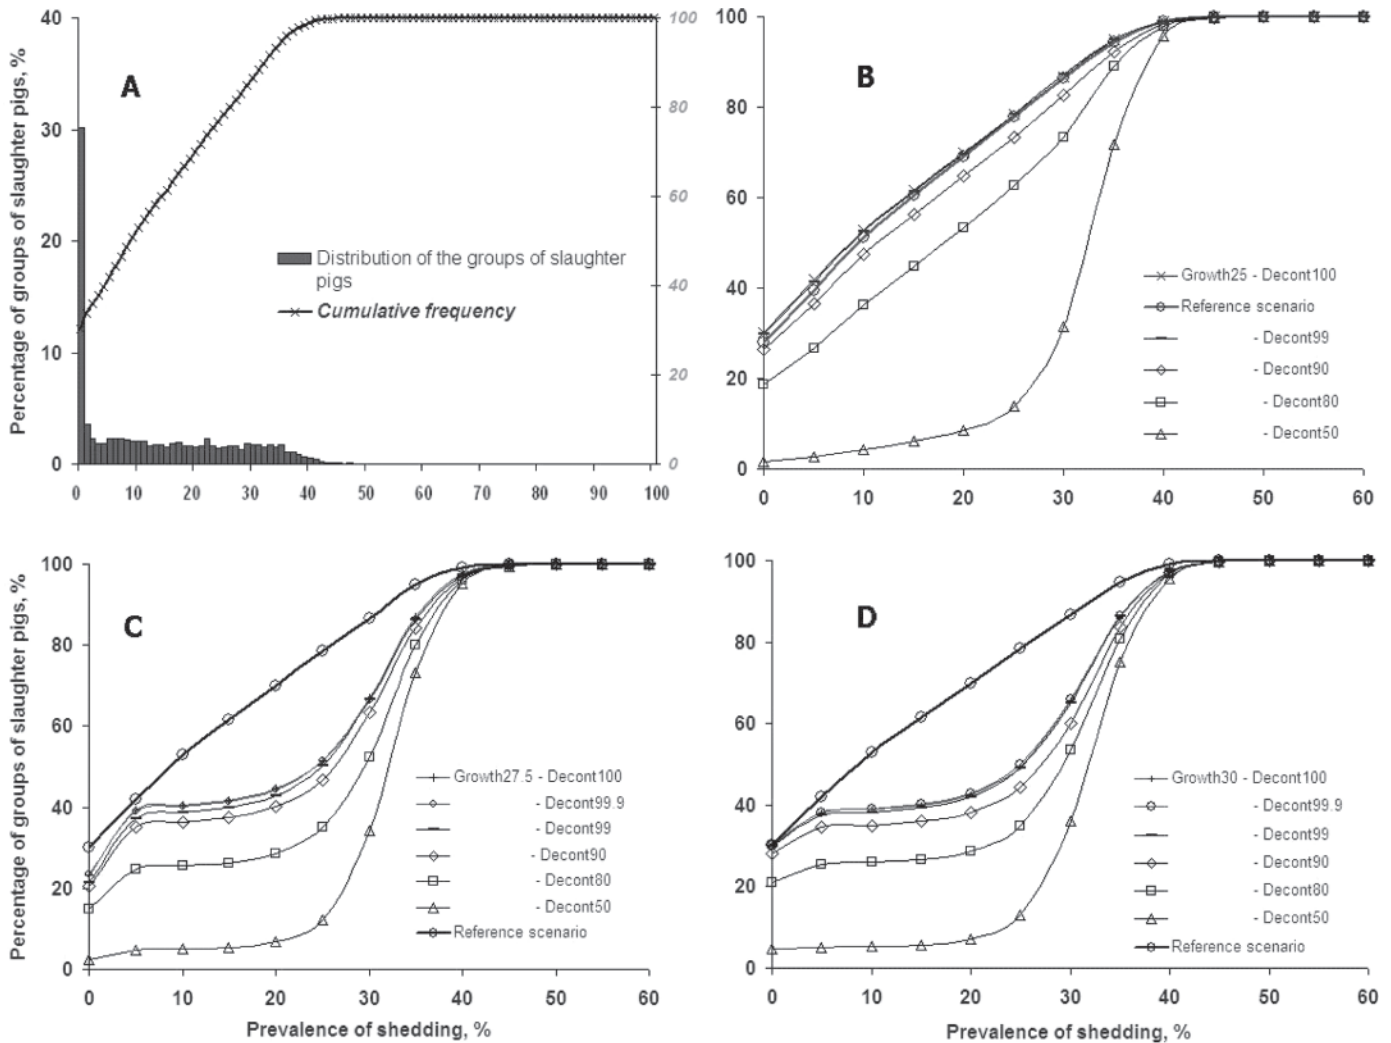 A
Percentage of groups of slaughter pigs, %
40
30
20
10
0
100
80
60
40
20
0
Distribution of the groups of slaughter
pigs
Cumulative frequency
0 10 20 30 40 50 60 70 80 90 100
B
100
80
60
40
20
0
Growth25 - Decont100
Reference scenario
- Decont99
- Decont90
- Decont80
- Decont50
0 10 20 30 40 50 60
C
Percentage of groups of slaughter pigs, %
100
80
60
40
20
0
Growth27.5 - Decont100
- Decont99.9
- Decont99
- Decont90
- Decont80
- Decont50
Reference scenario
0 10 20 30 40 50 60
Prevalence of shedding, %
D
100
80
60
40
20
0
Growth30 - Decont100
- Decont99.9
- Decont99
- Decont90
- Decont80
- Decont50
Reference scenario
0 10 20 30 40 50 60
Prevalence of shedding, %